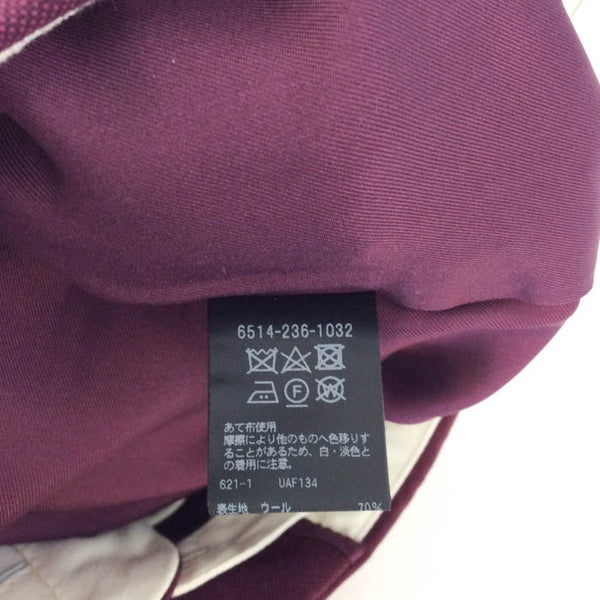 6514-236-1032
F W
あて布使用
摩擦により他のものへ色移りす
ることがあるため、白・淡色と
の着用に注意。
621-1 UAF134
表生地 ウール 70%